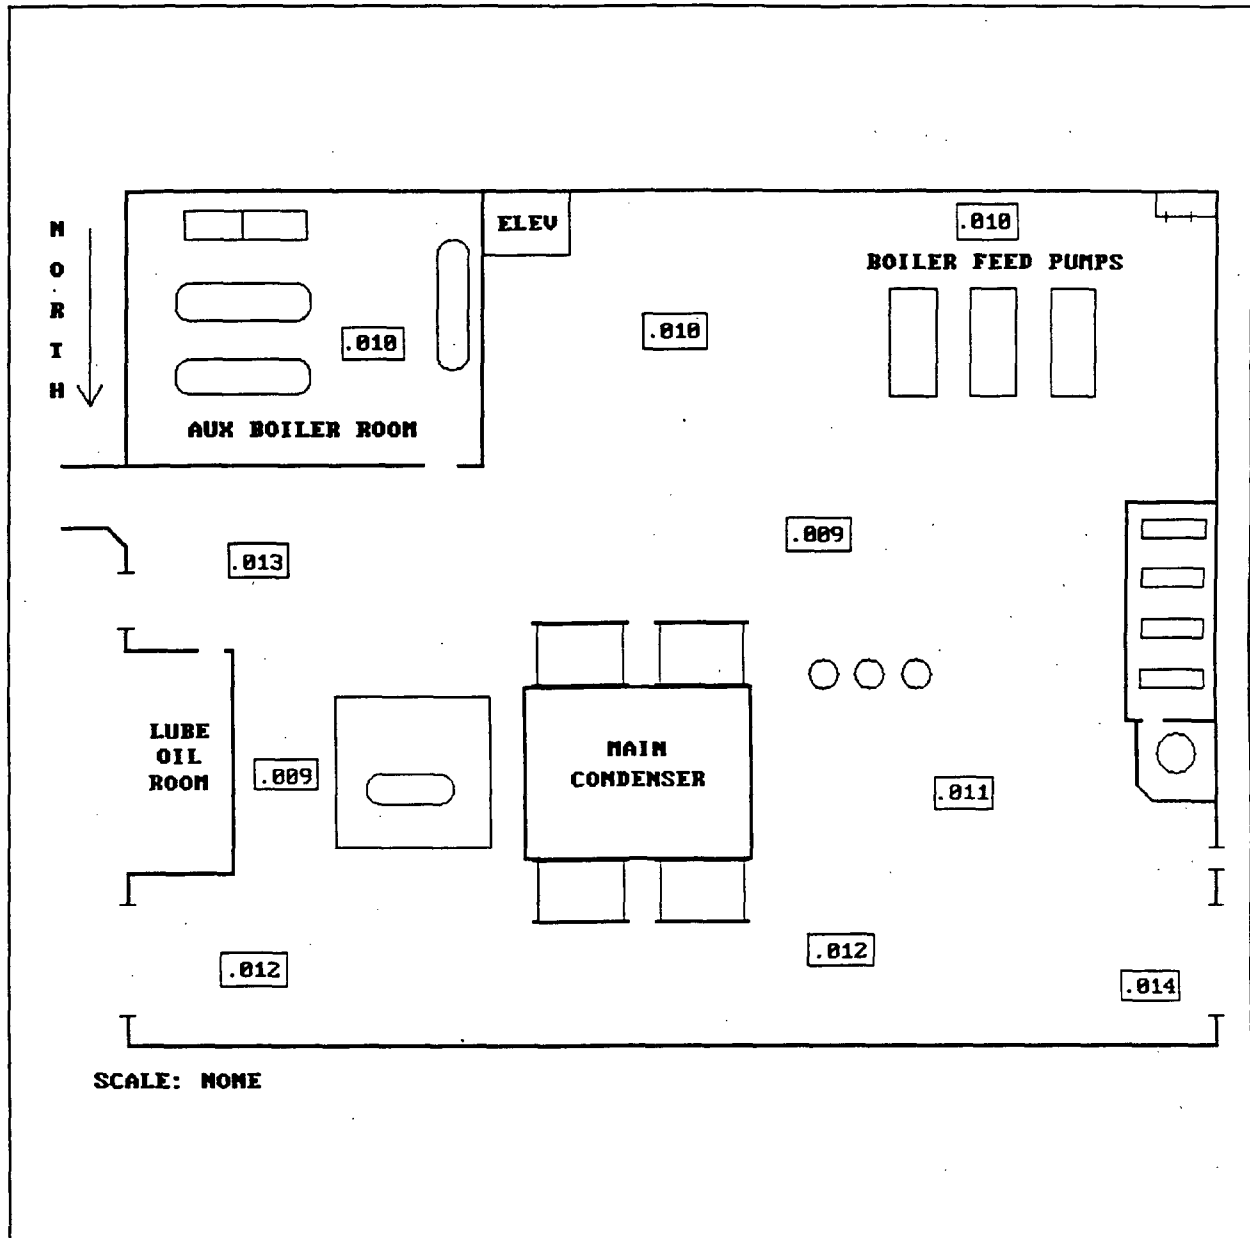 NORTH
ELEV
.010
BOILER FEED PUMPS
.010
.010
AUX BOILER ROOM
.009
.013
LUBE
OIL
ROOM
.009
MAIN
CONDENSER
.011
.012
.012
.014
SCALE: NONE